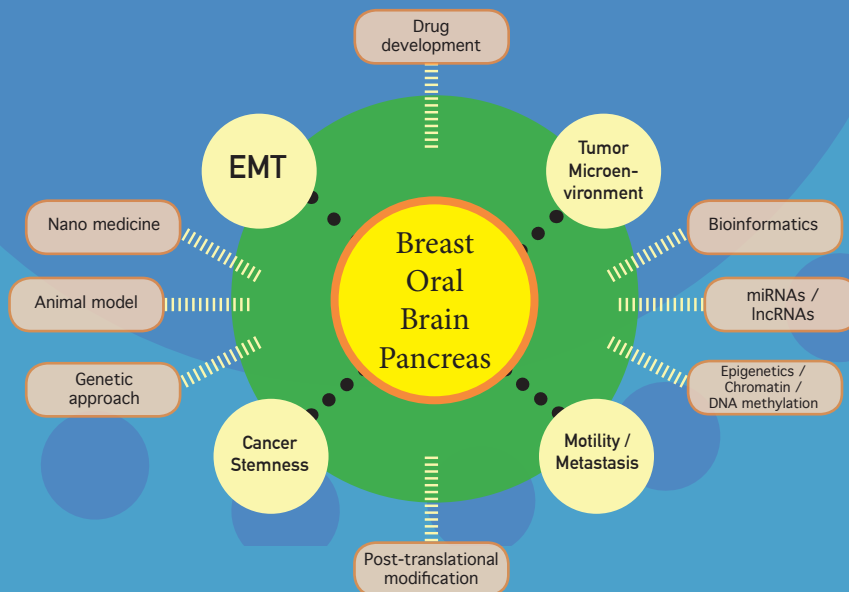 Drug
development
EMT
Tumor
Microen-
vironment
Nano medicine
Breast
Oral
Brain
Pancreas
Bioinformatics
Animal model
miRNAs /
lncRNAs
Genetic
approach
Epigenetics /
Chromatin /
DNA methylation
Cancer
Stemness
Motility /
Metastasis
Post-translational
modification